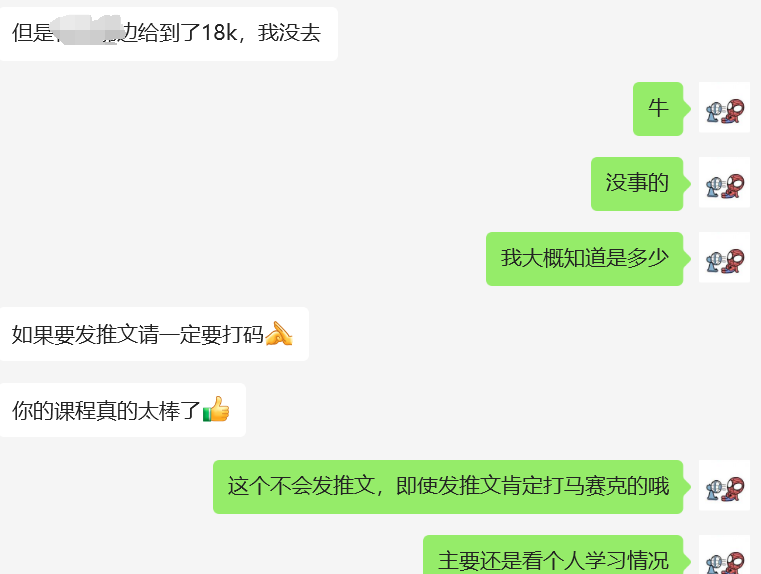 但是边给到了18k，我没去
牛
没事的
我大概知道是多少
如果要发推文请一定要打码
你的课程真的太棒了
这个不会发推文，即使发推文肯定打马赛克的哦
主要还是看个人学习情况